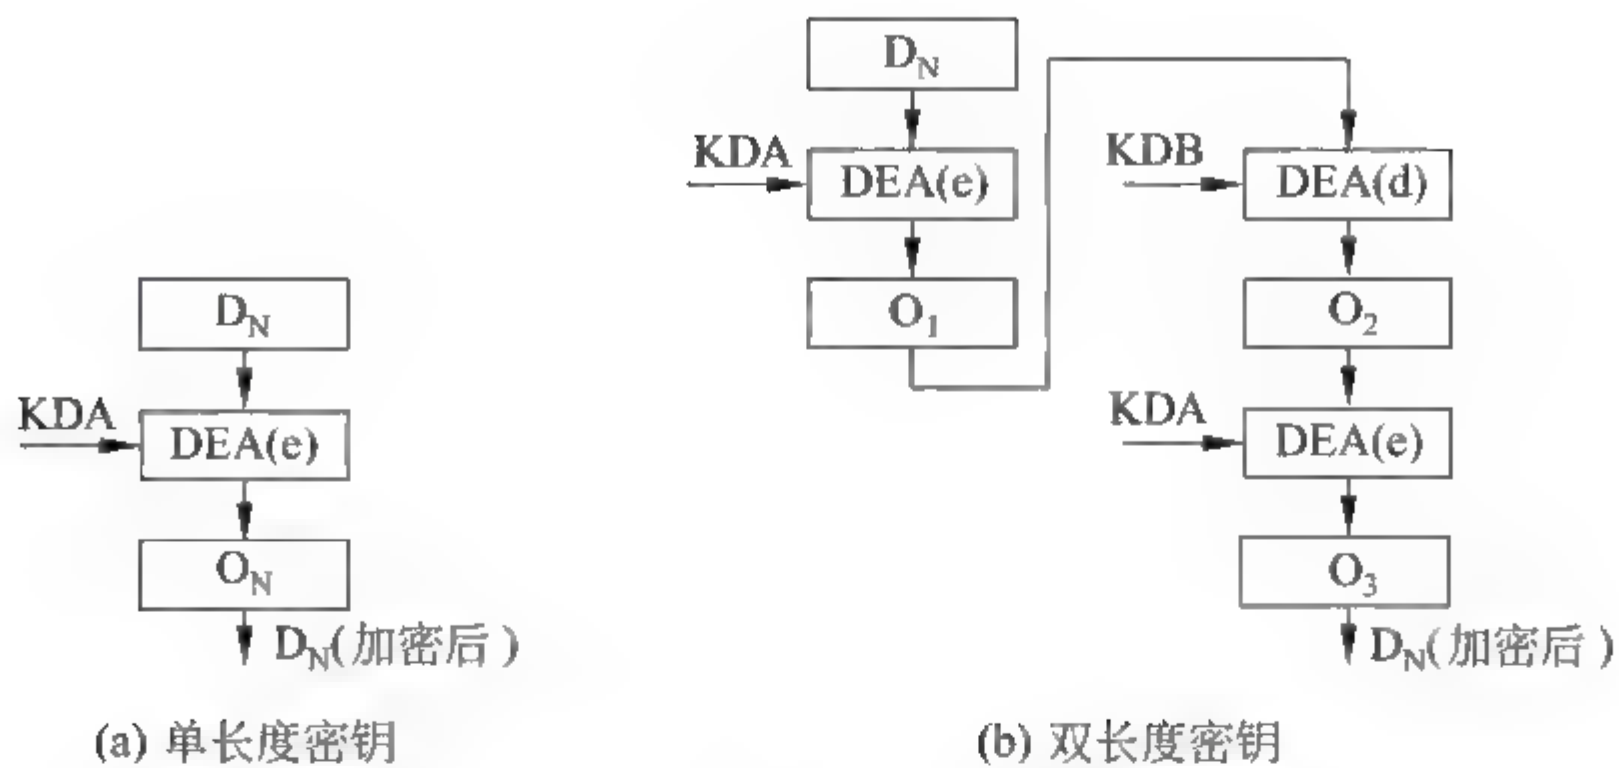 D_N
KDA
DEA(e)
O_N
D_N(加密后)
(a) 单长度密钥
D_N
KDA
DEA(e)
O_1
KDB
DEA(d)
O_2
KDA
DEA(e)
O_3
D_N(加密后)
(b) 双长度密钥